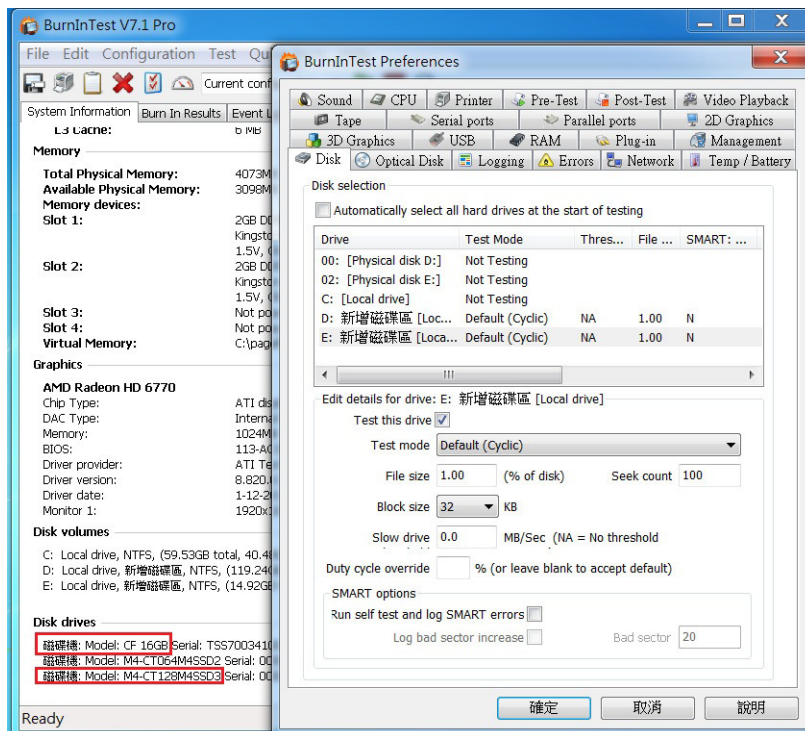 BurnInTest V7.1 Pro
File Edit Configuration Test
Current conf
System Information Burn In Results Event L
L3 Cache: 6 MB
Memory
Total Physical Memory: 4073M
Available Physical Memory: 3098M
Memory devices:
Slot 1: 2GB DD
Kingsto
1.5V,
Slot 2: 2GB DD
Kingsto
1.5V,
Slot 3: Not po
Slot 4: Not po
Virtual Memory: C:\pag
Graphics
AMD Radeon HD 6770
Chip Type: ATI dis
DAC Type: Interna
Memory: 1024M
BIOS: 113-AC
Driver provider: ATI Te
Driver version: 8.820.
Driver date: 1-12-2
Monitor 1: 1920x
Disk volumes
C: Local drive, NTFS, (59.53GB total, 40.4
D: Local drive, 新增磁碟區, NTFS, (119.24
E: Local drive, 新增磁碟區, NTFS, (14.92GB
Disk drives
磁碟機: Model: CF 16GB Serial: TSS7003410
磁碟機: Model: M4-CT064M4SSD2 Serial: 00
磁碟機: Model: M4-CT128M4SSD3 Serial: 00
Ready
BurnInTest Preferences
Sound CPU Printer Pre-Test Post-Test Video Playback
Tape Serial ports Parallel ports 2D Graphics
3D Graphics USB RAM Plug-in Management
Disk Optical Disk Logging Errors Network Temp / Battery
Disk selection
Automatically select all hard drives at the start of testing
Drive Test Mode Thres... File ... SMART: ...
00: [Physical disk D:] Not Testing
02: [Physical disk E:] Not Testing
C: [Local drive] Not Testing
D: 新增磁碟區 [Loc... Default (Cyclic) NA 1.00 N
E: 新增磁碟區 [Loca... Default (Cyclic) NA 1.00 N
Edit details for drive: E: 新增磁碟區 [Local drive]
Test this drive
Test mode Default (Cyclic)
File size 1.00 (% of disk) Seek count 100
Block size 32 KB
Slow drive 0.0 MB/Sec (NA = No threshold
Duty cycle override % (or leave blank to accept default)
SMART options
Run self test and log SMART errors
Log bad sector increase Bad sector 20
確定 取消 說明